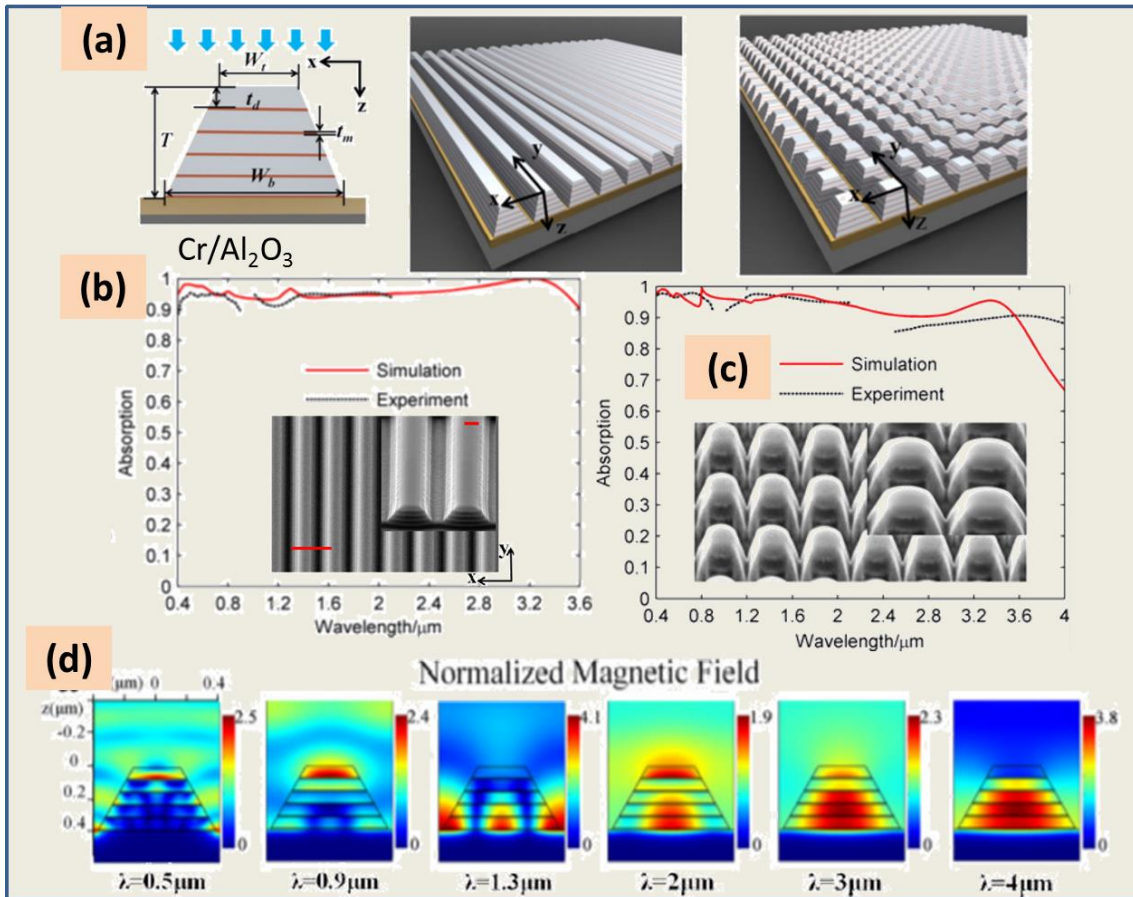 (a)
W_t
x
z
t_d
t_m
T
W_b
y
x
z
y
x
z
Cr/Al₂O₃
(b)
1
0.9
0.8
0.7
0.6
0.5
0.4
0.3
0.2
0.1
0
Absorption
Simulation
Experiment
y
x
0.4 0.8 1.2 1.6 2 2.4 2.8 3.2 3.6
Wavelength/μm
(c)
1
0.9
0.8
0.7
0.6
0.5
0.4
0.3
0.2
0.1
0
Absorption
Simulation
Experiment
0.4 0.8 1.2 1.6 2 2.4 2.8 3.2 3.6 4
Wavelength/μm
(d)
Normalized Magnetic Field
(μm) 0 0.4
z(μm)
-0.2
0
0.2
0.4
2.5
0
2.4
0
4.1
0
1.9
0
2.3
0
3.8
0
λ=0.5μm λ=0.9μm λ=1.3μm λ=2μm λ=3μm λ=4μm